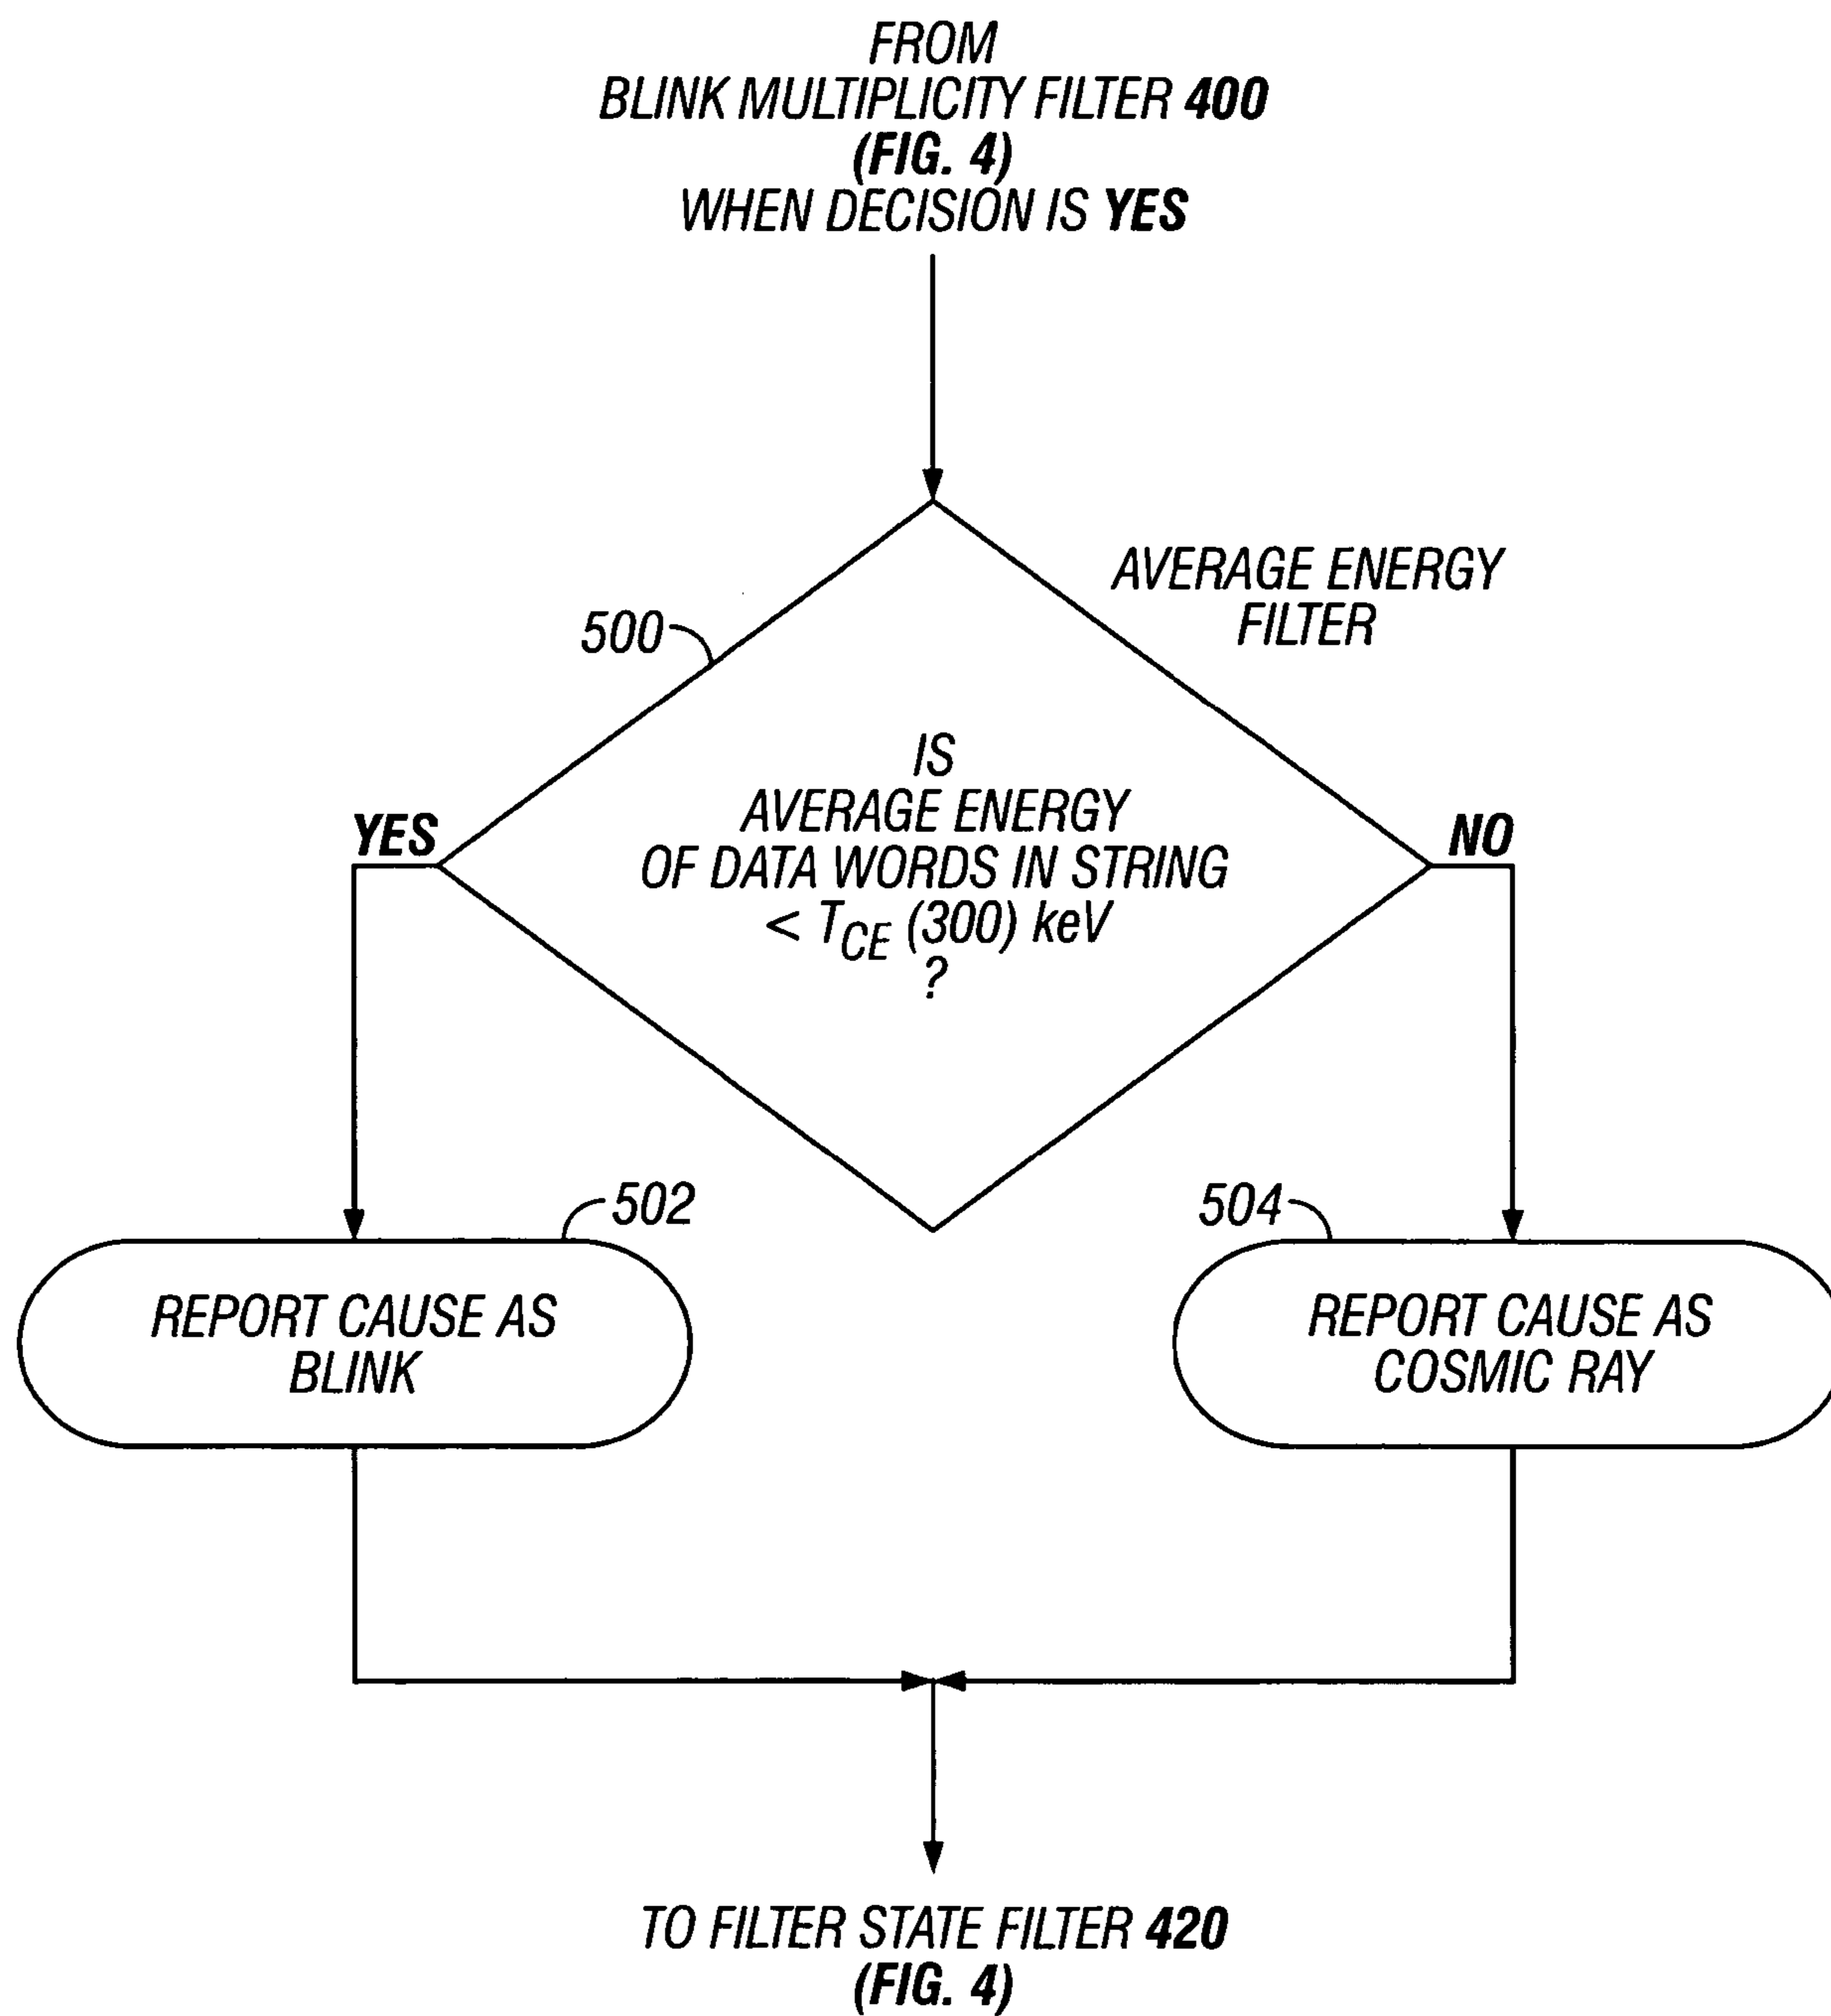 FROM
BLINK MULTIPLICITY FILTER 400
(FIG. 4)
WHEN DECISION IS YES
AVERAGE ENERGY
FILTER
500
IS
AVERAGE ENERGY
OF DATA WORDS IN STRING
< TCE (300) keV
?
YES
NO
502
504
REPORT CAUSE AS
BLINK
REPORT CAUSE AS
COSMIC RAY
TO FILTER STATE FILTER 420
(FIG. 4)